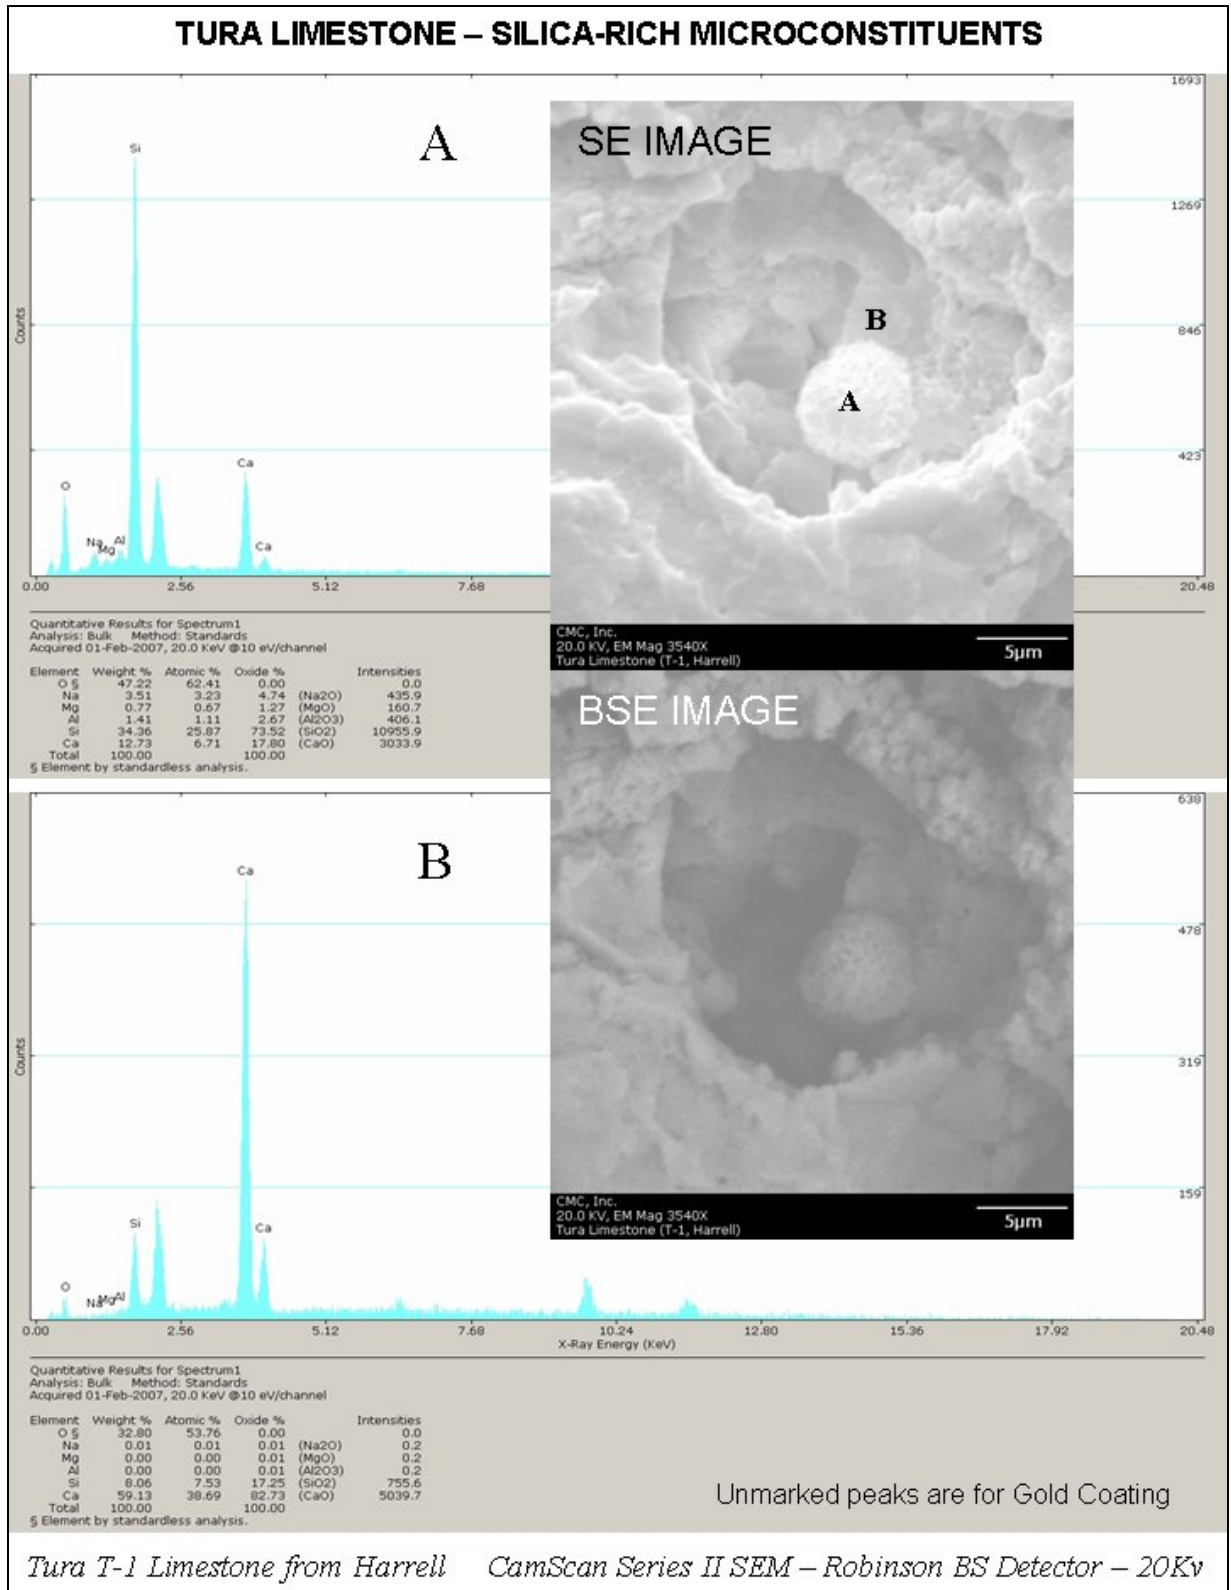 TURA LIMESTONE – SILICA-RICH MICROCONSTITUENTS
1693
A
SE IMAGE
Si
1269
Counts
B
846
A
423
Ca
O
Na
Mg
Al
Ca
0.00 2.56 5.12 7.68 20.48
Quantitative Results for Spectrum1
Analysis: Bulk Method: Standards
Acquired 01-Feb-2007, 20.0 KeV @10 eV/channel
CMC, Inc.
20.0 KV, EM Mag 3540X
Tura Limestone (T-1, Harrell)
5µm
Element Weight % Atomic % Oxide % Intensities
O § 47.22 62.41 0.00 0.0
Na 3.51 3.23 4.74 (Na2O) 435.9
Mg 0.77 0.67 1.27 (MgO) 160.7
Al 1.41 1.11 2.67 (Al2O3) 406.1
Si 34.36 25.87 73.52 (SiO2) 10955.9
Ca 12.73 6.71 17.80 (CaO) 3033.9
Total 100.00 100.00
§ Element by standardless analysis.
BSE IMAGE
638
B
Ca
478
Counts
319
159
Si
Ca
O
Na
Mg
Al
0.00 2.56 5.12 7.68 10.24 12.80 15.36 17.92 20.48
X-Ray Energy (KeV)
CMC, Inc.
20.0 KV, EM Mag 3540X
Tura Limestone (T-1, Harrell)
5µm
Quantitative Results for Spectrum1
Analysis: Bulk Method: Standards
Acquired 01-Feb-2007, 20.0 KeV @10 eV/channel
Element Weight % Atomic % Oxide % Intensities
O § 32.80 53.76 0.00 0.0
Na 0.01 0.01 0.01 (Na2O) 0.2
Mg 0.00 0.00 0.01 (MgO) 0.2
Al 0.00 0.00 0.01 (Al2O3) 0.2
Si 8.06 7.53 17.25 (SiO2) 755.6
Ca 59.13 38.69 82.73 (CaO) 5039.7
Total 100.00 100.00
§ Element by standardless analysis.
Unmarked peaks are for Gold Coating
Tura T-1 Limestone from Harrell CamScan Series II SEM – Robinson BS Detector – 20Kv